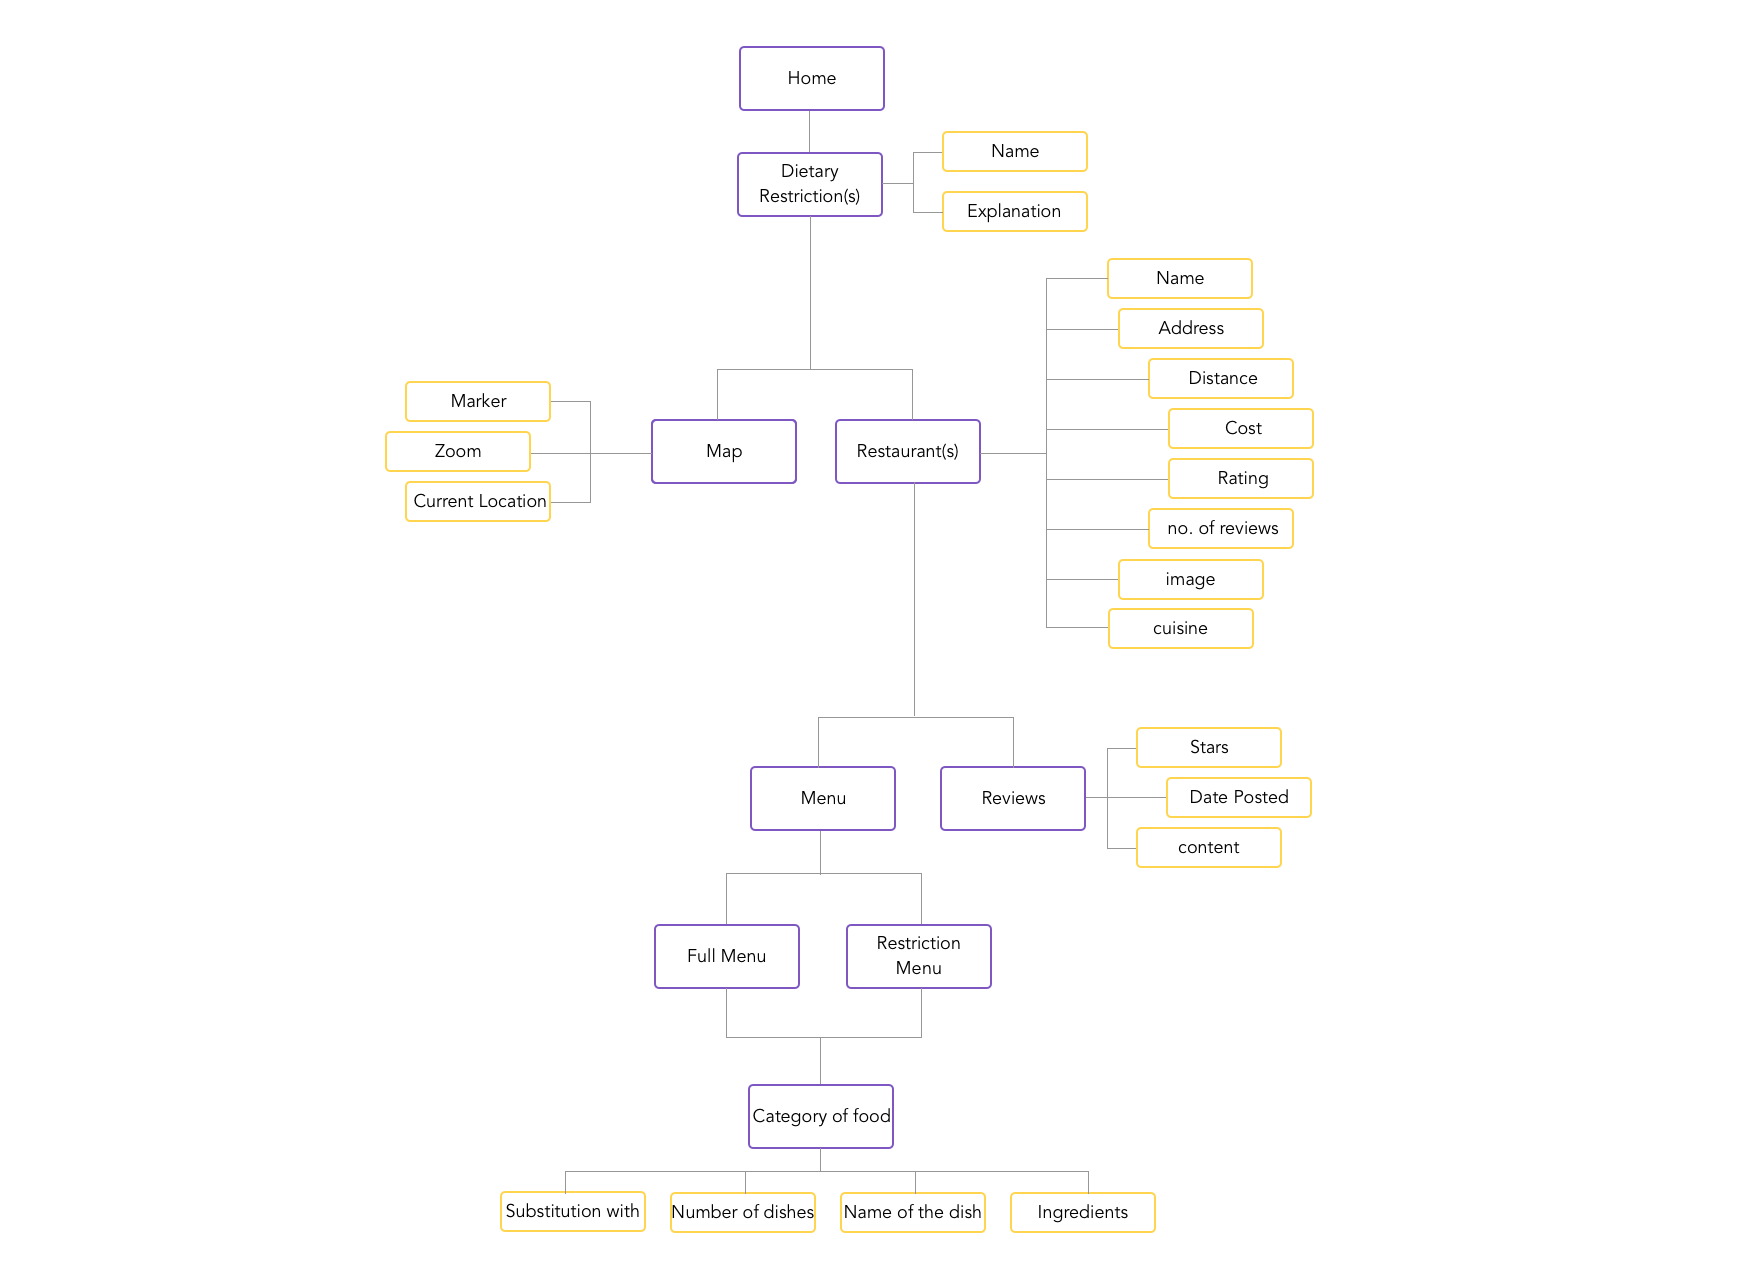 Home
Dietary
Restriction(s)
Name
Explanation
Name
Address
Distance
Cost
Rating
no. of reviews
image
cuisine
Marker
Zoom
Current Location
Map
Restaurant(s)
Menu
Reviews
Stars
Date Posted
content
Full Menu
Restriction
Menu
Category of food
Substitution with
Number of dishes
Name of the dish
Ingredients